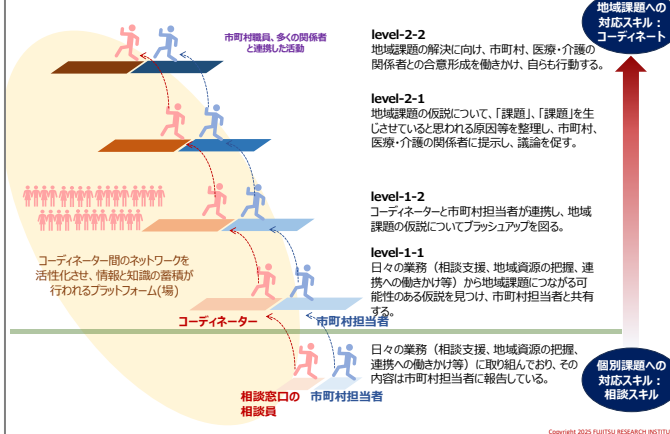 地域課題への
対応スキル：
コーディネート
市町村職員、多くの関係者
と連携した活動
level-2-2
地域課題の解決に向け、市町村、医療・介護の
関係者との合意形成を働きかけ、自らも行動する。
level-2-1
地域課題の仮説について、「課題」、「課題」を生
じさせていると思われる原因等を整理し、市町村、
医療・介護の関係者に提示し、議論を促す。
level-1-2
コーディネーターと市町村担当者が連携し、地域
課題の仮説についてブラッシュアップを図る。
コーディネーター間のネットワークを
活性化させ、情報と知識の蓄積が
行われるプラットフォーム(場)
level-1-1
日々の業務（相談支援、地域資源の把握、連
携への働きかけ等）から地域課題につながる可
能性のある仮説を見つけ、市町村担当者と共有
する。
コーディネーター
市町村担当者
日々の業務（相談支援、地域資源の把握、
連携への働きかけ等）に取り組んでおり、その
内容は市町村担当者に報告している。
相談窓口の
相談員
市町村担当者
個別課題への
対応スキル：
相談スキル
Copyright 2025 FUJITSU RESEARCH INSTITU